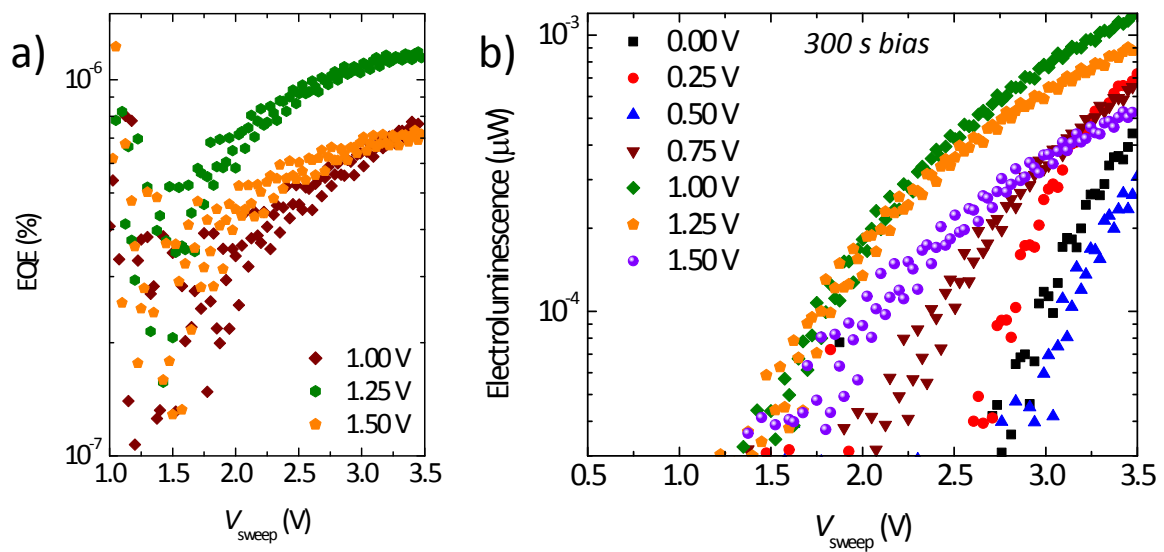 a)
EQE (%)
10⁻⁶
10⁻⁷
1.00 V
1.25 V
1.50 V
1.0 1.5 2.0 2.5 3.0 3.5
V_sweep (V)
b)
Electroluminescence (µW)
10⁻³
10⁻⁴
300 s bias
0.00 V
0.25 V
0.50 V
0.75 V
1.00 V
1.25 V
1.50 V
0.5 1.0 1.5 2.0 2.5 3.0 3.5
V_sweep (V)